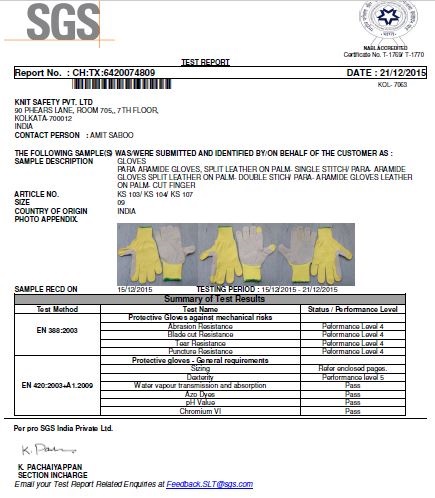 SGS
NABL ACCREDITED
Certificate No. T-1769/ T-1770
TEST REPORT
Report No. : CH:TX:6420074809 DATE : 21/12/2015
KOL- 7063
KNIT SAFETY PVT. LTD
90 PHEARS LANE, ROOM 705,, 7TH FLOOR,
KOLKATA-700012
INDIA
CONTACT PERSON : AMIT SABOO
THE FOLLOWING SAMPLE(S) WAS/WERE SUBMITTED AND IDENTIFIED BY/ON BEHALF OF THE CUSTOMER AS :
SAMPLE DESCRIPTION GLOVES
PARA ARAMIDE GLOVES, SPLIT LEATHER ON PALM- SINGLE STITCH/ PARA- ARAMIDE
GLOVES SPLIT LEATHER ON PALM- DOUBLE STICH/ PARA- ARAMIDE GLOVES LEATHER
ON PALM- CUT FINGER
ARTICLE NO. KS 103/ KS 104/ KS 107
SIZE 09
COUNTRY OF ORIGIN INDIA
PHOTO APPENDIX.
SAMPLE RECD ON 15/12/2015 TESTING PERIOD : 15/12/2015 - 21/12/2015
Summary of Test Results
Test Method Test Name Status / Performance Level
EN 388:2003 Protective Gloves against mechanical risks
Abrasion Resistance Peformance Level 4
Blade cut Resistance Peformance Level 4
Tear Resistance Peformance Level 4
Puncture Resistance Peformance Level 4
EN 420:2003+A1.2009 Protective gloves - General requirements
Sizing Refer enclosed pages.
Dexterity Performance level 5
Water vapour transmission and absorption Pass
Azo Dyes Pass
pH Value Pass
Chromium VI Pass
Per pro SGS India Private Ltd.
K. PACHAIYAPPAN
SECTION INCHARGE
Email your Test Report Related Enquiries at Feedback.SLT@sgs.com